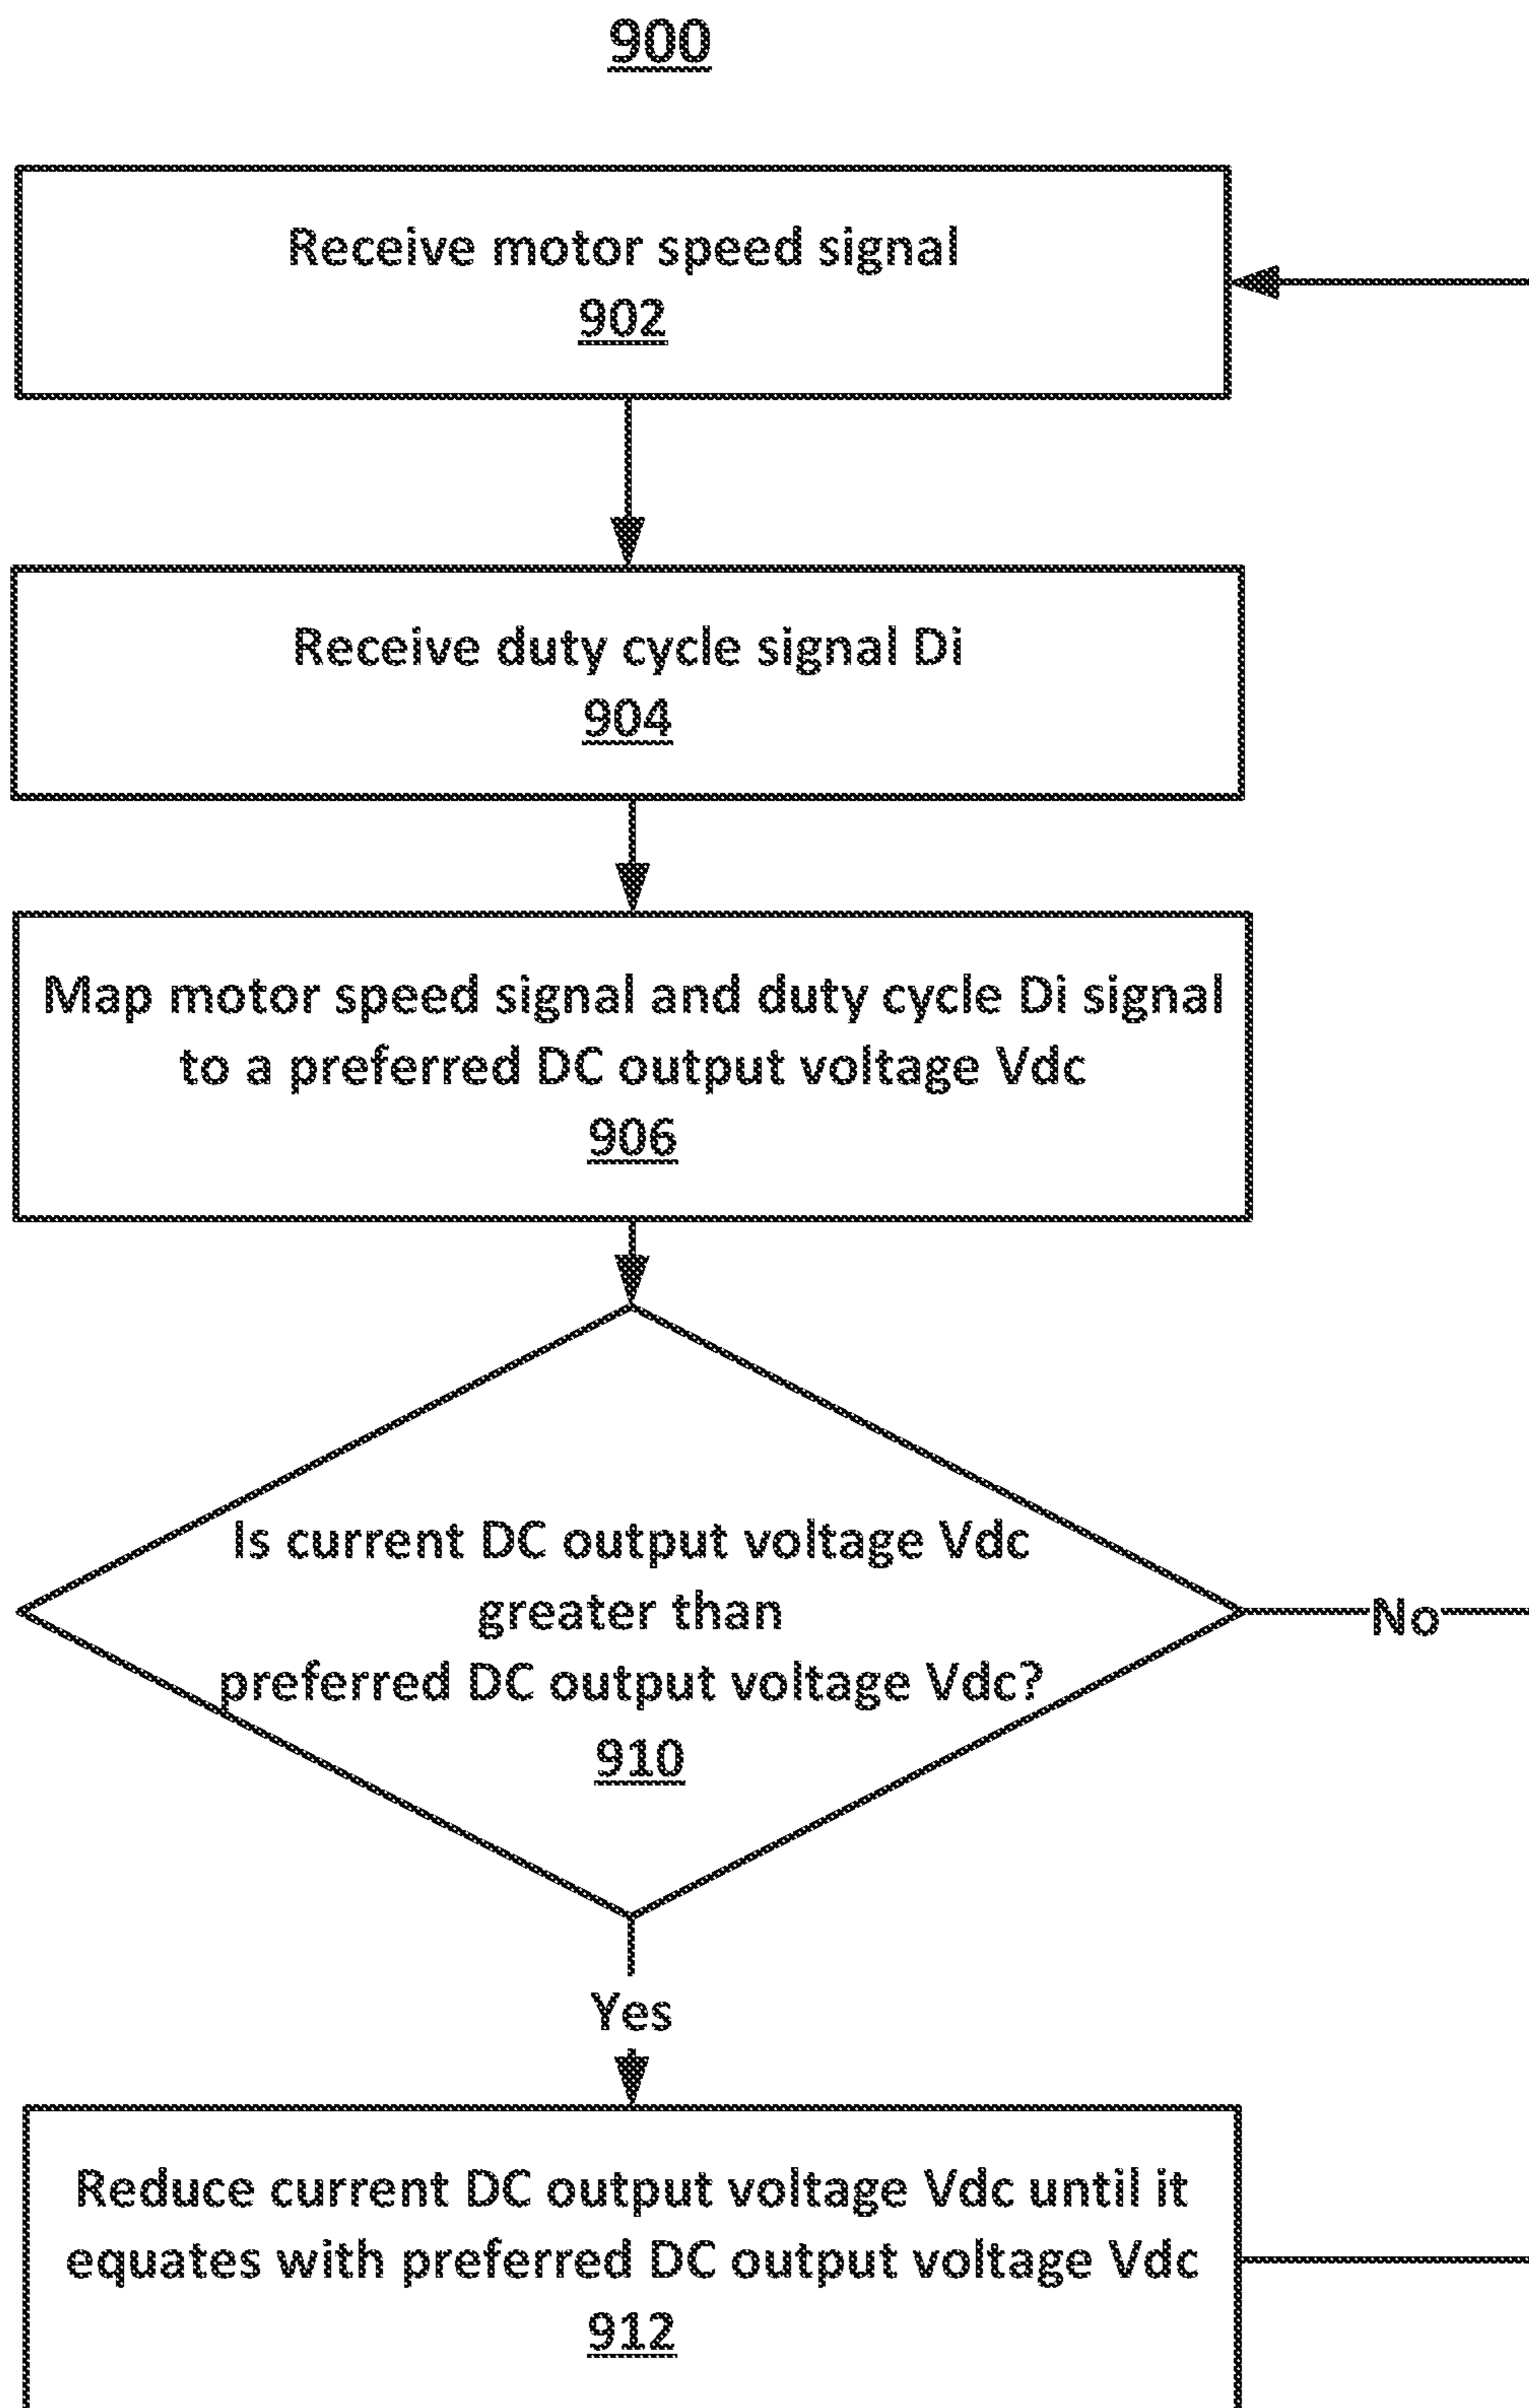 900
Receive motor speed signal
902
Receive duty cycle signal Di
904
Map motor speed signal and duty cycle Di signal
to a preferred DC output voltage Vdc
906
Is current DC output voltage Vdc
greater than
preferred DC output voltage Vdc?
910
No
Yes
Reduce current DC output voltage Vdc until it
equates with preferred DC output voltage Vdc
912